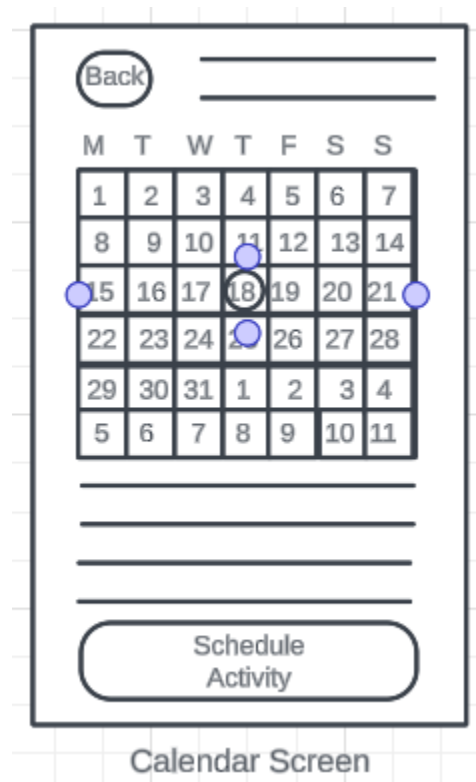 Back
M T W T F S S
1 2 3 4 5 6 7
8 9 10 11 12 13 14
15 16 17 18 19 20 21
22 23 24 26 27 28
29 30 31 1 2 3 4
5 6 7 8 9 10 11
Schedule
Activity
Calendar Screen